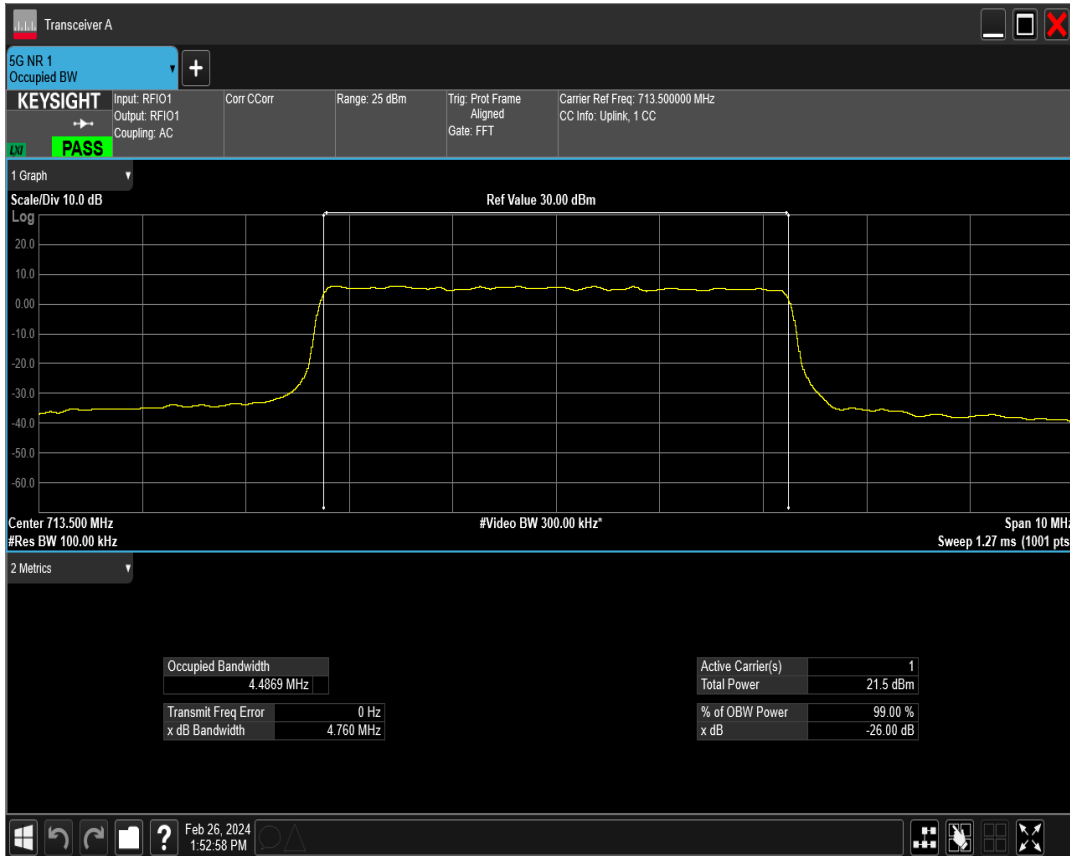 Transceiver A
5G NR 1
Occupied BW
+
KEYSIGHT
LXI
PASS
Input: RFIO1
Output: RFIO1
Coupling: AC
Corr CCorr
Range: 25 dBm
Trig: Prot Frame
Aligned
Gate: FFT
Carrier Ref Freq: 713.500000 MHz
CC Info: Uplink, 1 CC
1 Graph
Scale/Div 10.0 dB
Ref Value 30.00 dBm
Log
20.0
10.0
0.00
-10.0
-20.0
-30.0
-40.0
-50.0
-60.0
Center 713.500 MHz
#Video BW 300.00 kHz*
Span 10 MHz
#Res BW 100.00 kHz
Sweep 1.27 ms (1001 pts
2 Metrics
Occupied Bandwidth
4.4869 MHz
Transmit Freq Error 0 Hz
x dB Bandwidth 4.760 MHz
Active Carrier(s) 1
Total Power 21.5 dBm
% of OBW Power 99.00 %
x dB -26.00 dB
?
Feb 26, 2024
1:52:58 PM